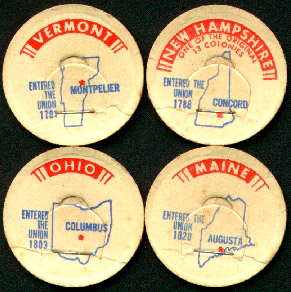 VERMONT
ENTERED
THE
UNION
1791
MONTPELIER
NEW HAMPSHIRE
ONE OF THE ORIGINAL
13 COLONIES
ENTERED THE
UNION
1788
CONCORD
OHIO
ENTERED
THE
UNION
1803
COLUMBUS
MAINE
ENTERED THE
UNION
1820
AUGUSTA